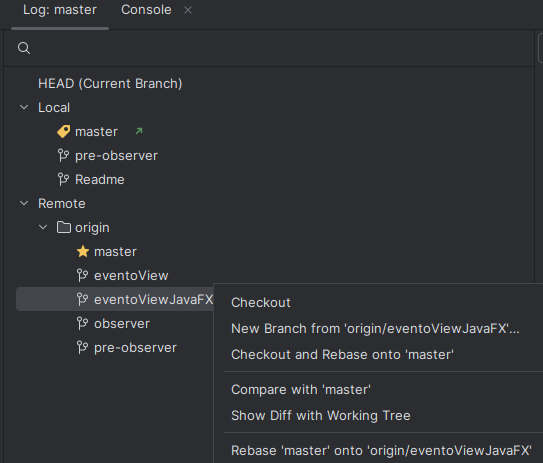 Log: master
Console
HEAD (Current Branch)
Local
master
pre-observer
Readme
Remote
origin
master
eventoView
eventoViewJavaFX
observer
pre-observer
Checkout
New Branch from 'origin/eventoViewJavaFX'...
Checkout and Rebase onto 'master'
Compare with 'master'
Show Diff with Working Tree
Rebase 'master' onto 'origin/eventoViewJavaFX'